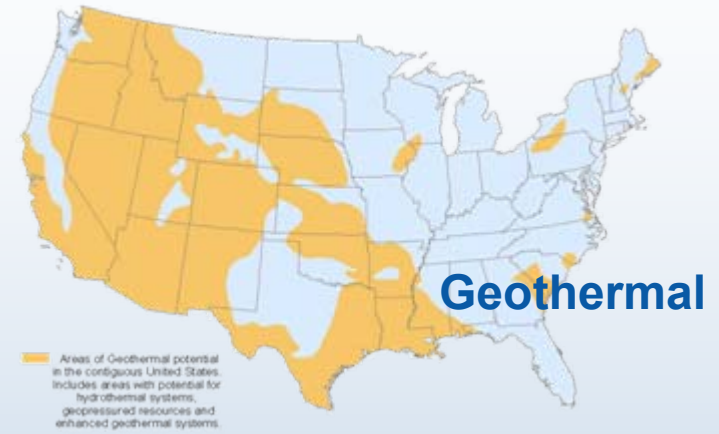 Geothermal
Areas of Geothermal potential
in the contiguous United States.
Includes areas with potential for
hydrothermal systems,
geopressured resources and
enhanced geothermal systems.